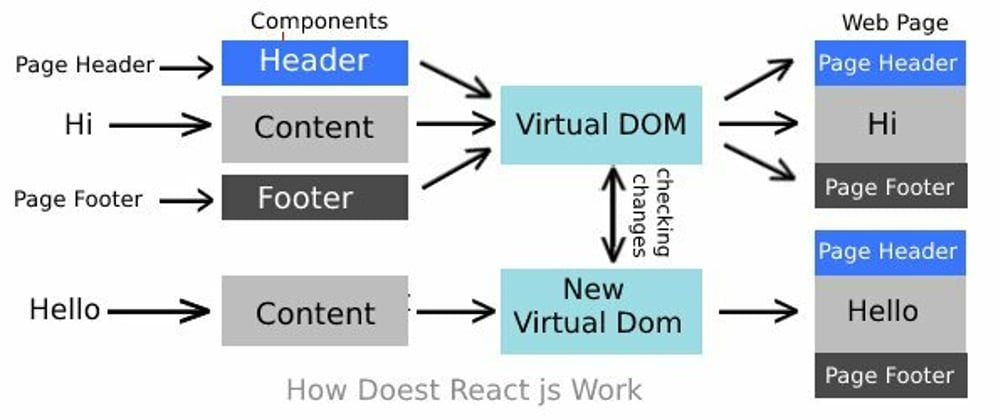 Components
Web Page
Page Header
Header
Page Header
Hi
Content
Virtual DOM
Hi
Page Footer
Footer
Page Footer
checking
changes
Page Header
Hello
Content
New
Virtual Dom
Hello
Page Footer
How Doest React js Work